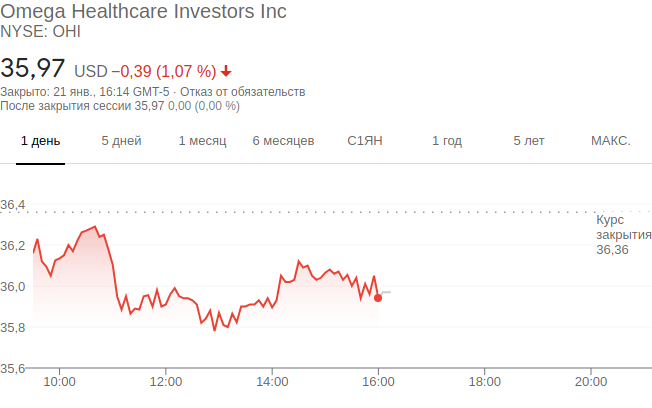 Omega Healthcare Investors Inc
NYSE: OHI
35,97 USD −0,39 (1,07 %)
Закрыто: 21 янв., 16:14 GMT-5 · Отказ от обязательств
После закрытия сессии 35,97 0,00 (0,00 %)
1 день 5 дней 1 месяц 6 месяцев С1ЯН 1 год 5 лет МАКС.
36,4
Курс
закрытия
36,36
36,2
36,0
35,8
35,6
10:00 12:00 14:00 16:00 18:00 20:00